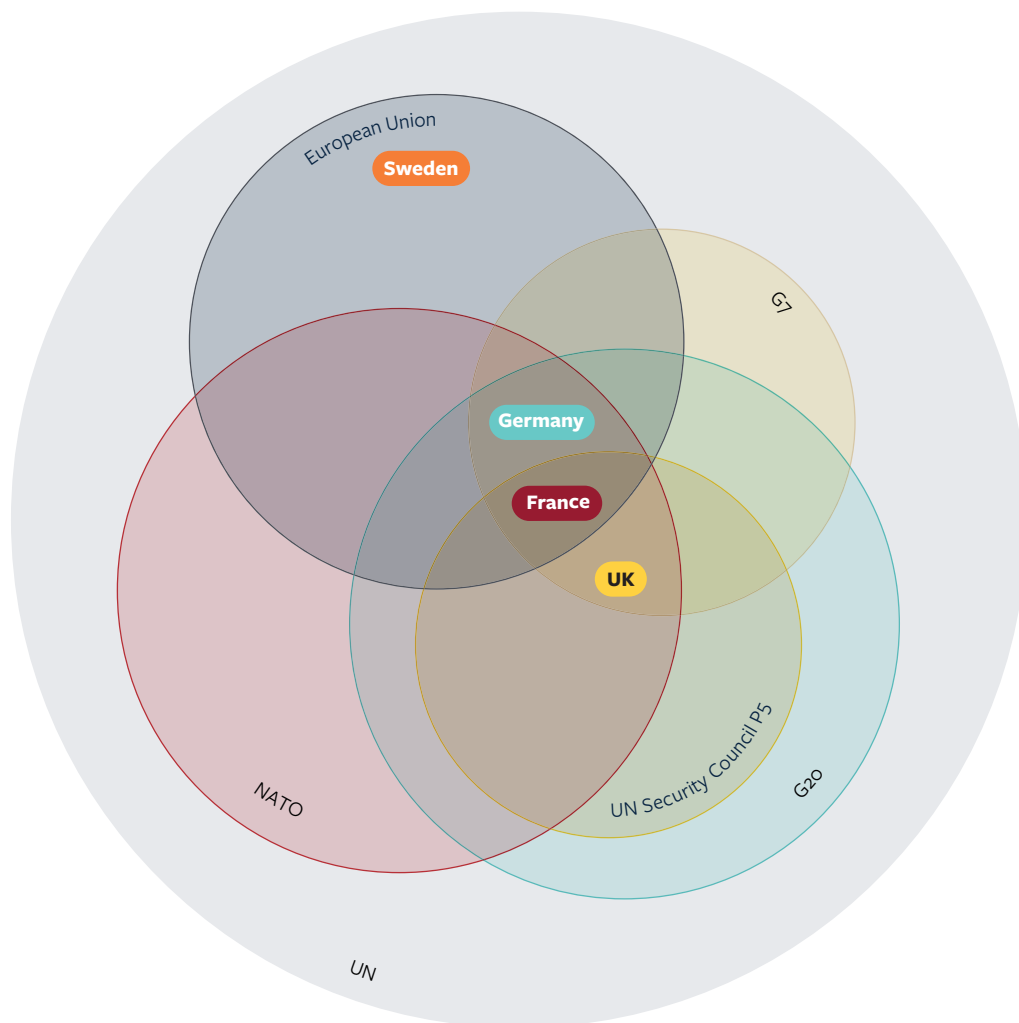 European Union
Sweden
G7
Germany
France
UK
UN Security Council P5
G20
NATO
UN